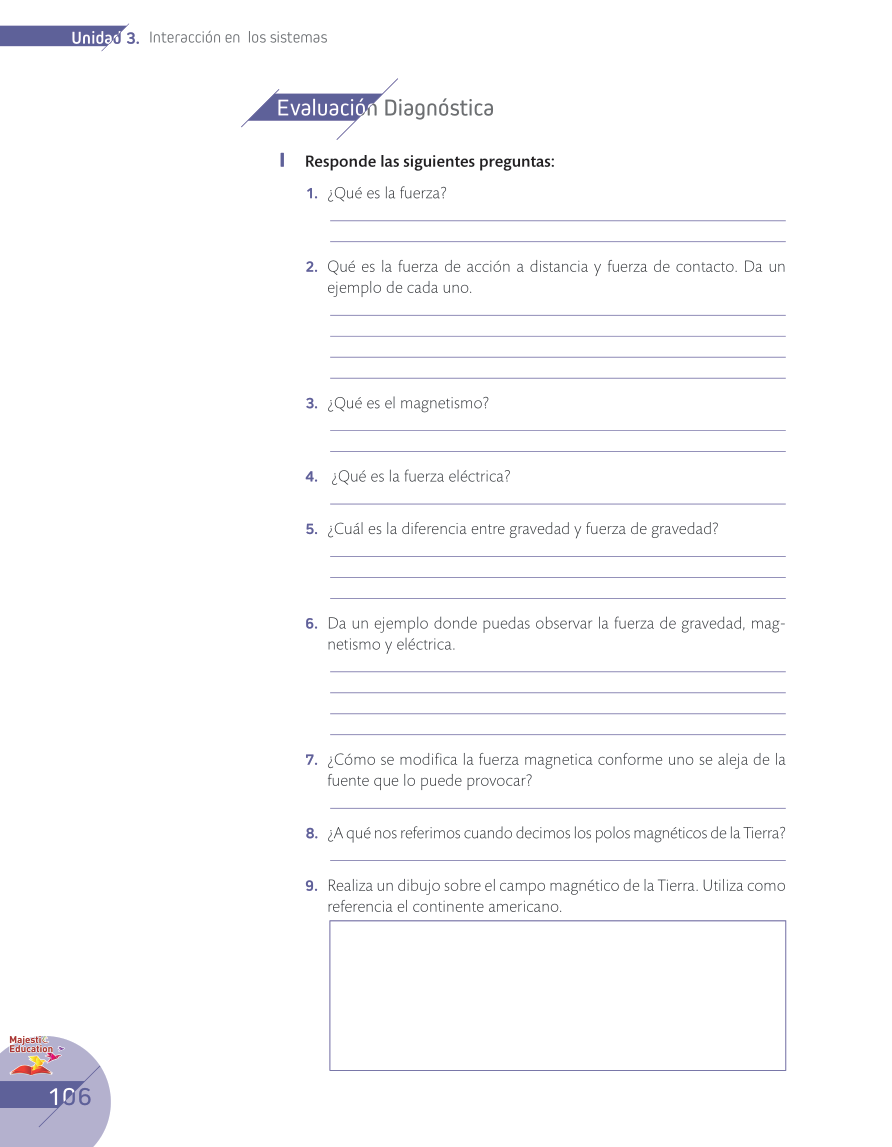 Unidad 3. Interacción en los sistemas
Evaluación Diagnóstica
I Responde las siguientes preguntas:
1. ¿Qué es la fuerza?
2. Qué es la fuerza de acción a distancia y fuerza de contacto. Da un
ejemplo de cada uno.
3. ¿Qué es el magnetismo?
4. ¿Qué es la fuerza eléctrica?
5. ¿Cuál es la diferencia entre gravedad y fuerza de gravedad?
6. Da un ejemplo donde puedas observar la fuerza de gravedad, mag-
netismo y eléctrica.
7. ¿Cómo se modifica la fuerza magnetica conforme uno se aleja de la
fuente que lo puede provocar?
8. ¿A qué nos referimos cuando decimos los polos magnéticos de la Tierra?
9. Realiza un dibujo sobre el campo magnético de la Tierra. Utiliza como
referencia el continente americano.
Majestic
Education
106